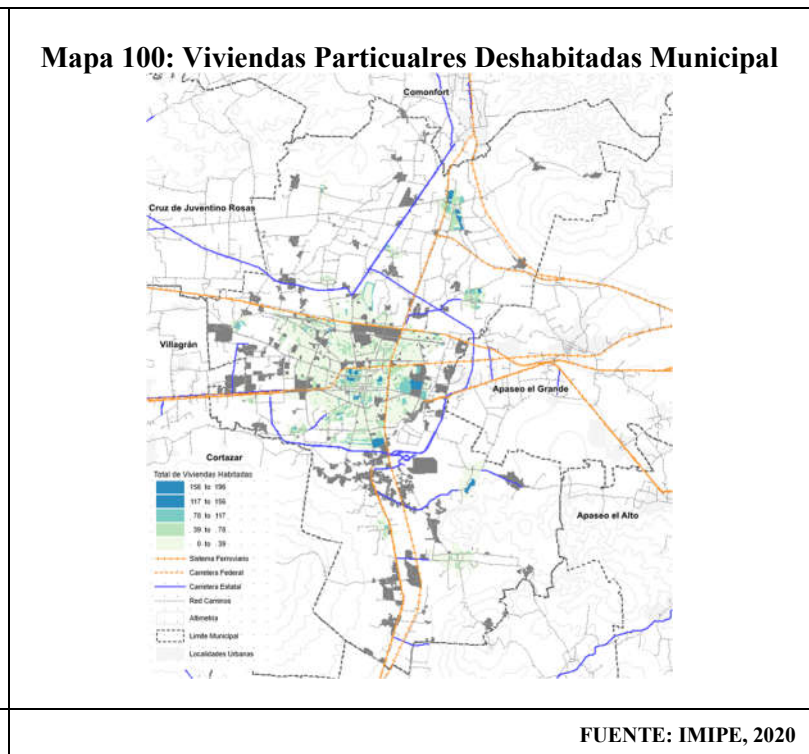 Mapa 100: Viviendas Particualres Deshabitadas Municipal
Comonfort
Cruz de Juventino Rosas
Villagrán
Apaseo el Grande
Cortazar
Apaseo el Alto
Total de Viviendas Habitadas
156 to 196
117 to 156
78 to 117
39 to 78
0 to 39
Sistema Ferroviario
Carretera Federal
Carretera Estatal
Red Caminos
Altimetria
Limite Municipal
Localidades Urbanas
FUENTE: IMIPE, 2020